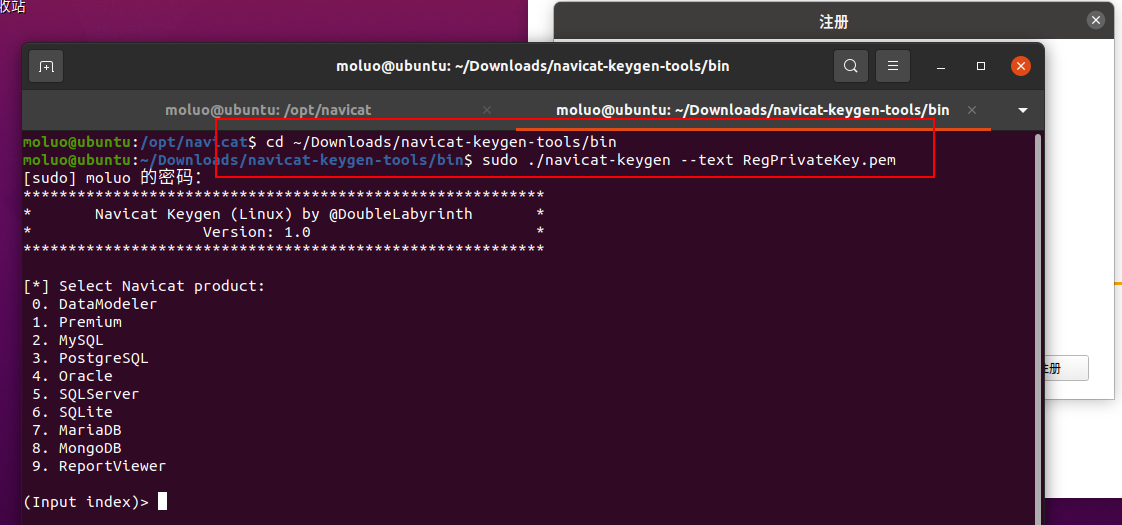 收站
注册
moluo@ubuntu: ~/Downloads/navicat-keygen-tools/bin
moluo@ubuntu: /opt/navicat
moluo@ubuntu: ~/Downloads/navicat-keygen-tools/bin
moluo@ubuntu:/opt/navicat$ cd ~/Downloads/navicat-keygen-tools/bin
moluo@ubuntu:~/Downloads/navicat-keygen-tools/bin$ sudo ./navicat-keygen --text RegPrivateKey.pem
[sudo] moluo 的密码：
**********************************************************
*       Navicat Keygen (Linux) by @DoubleLabyrinth       *
*                   Version: 1.0                         *
**********************************************************
[*] Select Navicat product:
0. DataModeler
1. Premium
2. MySQL
3. PostgreSQL
4. Oracle
5. SQLServer
6. SQLite
7. MariaDB
8. MongoDB
9. ReportViewer
(Input index)>
注册